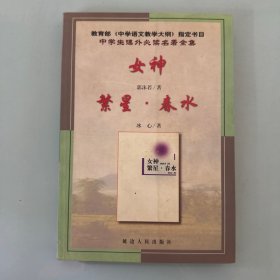 教育部《中学语文教学大纲》指定书目
中学生课外必读名著全集
女神
郭沫若/著
繁星·春水
冰心/著
女神
繁星·春水
延边人民出版社